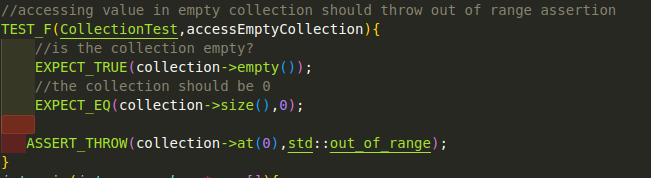 //accessing value in empty collection should throw out of range assertion
TEST_F(CollectionTest,accessEmptyCollection){
    //is the collection empty?
    EXPECT_TRUE(collection->empty());
    //the collection should be 0
    EXPECT_EQ(collection->size(),0);
   ASSERT_THROW(collection->at(0),std::out_of_range);
}